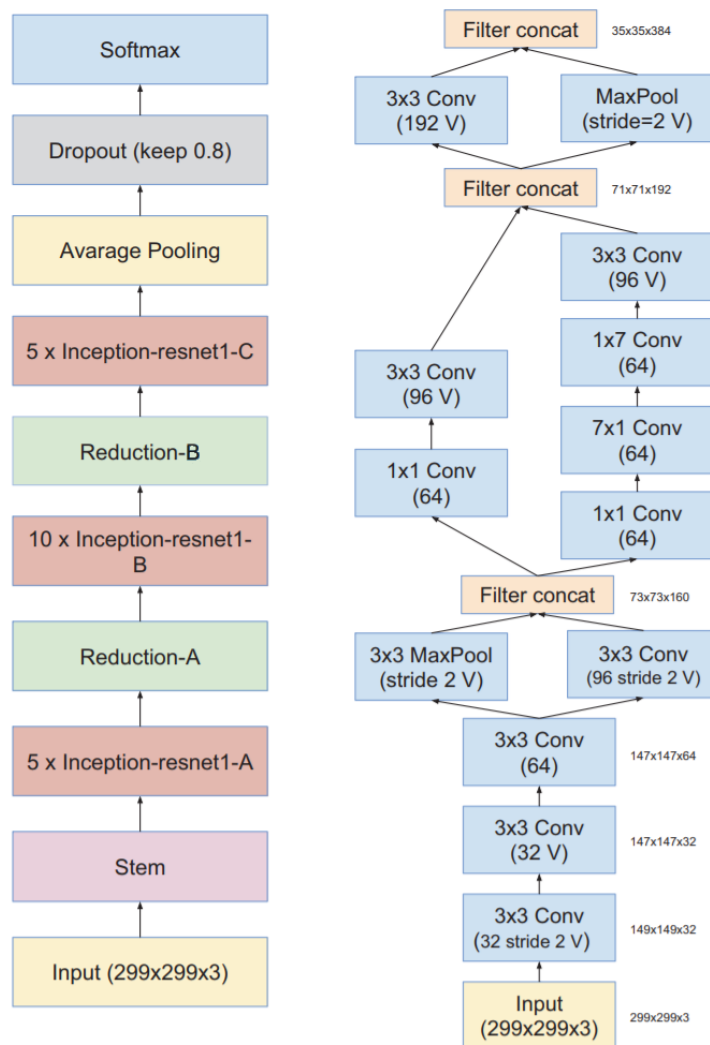 Softmax
Dropout (keep 0.8)
Avarage Pooling
5 x Inception-resnet1-C
Reduction-B
10 x Inception-resnet1-
B
Reduction-A
5 x Inception-resnet1-A
Stem
Input (299x299x3)
Filter concat
35x35x384
3x3 Conv
(192 V)
MaxPool
(stride=2 V)
Filter concat
71x71x192
3x3 Conv
(96 V)
1x7 Conv
(64)
3x3 Conv
(96 V)
7x1 Conv
(64)
1x1 Conv
(64)
1x1 Conv
(64)
Filter concat
73x73x160
3x3 MaxPool
(stride 2 V)
3x3 Conv
(96 stride 2 V)
3x3 Conv
(64)
147x147x64
3x3 Conv
(32 V)
147x147x32
3x3 Conv
(32 stride 2 V)
149x149x32
Input
(299x299x3)
299x299x3